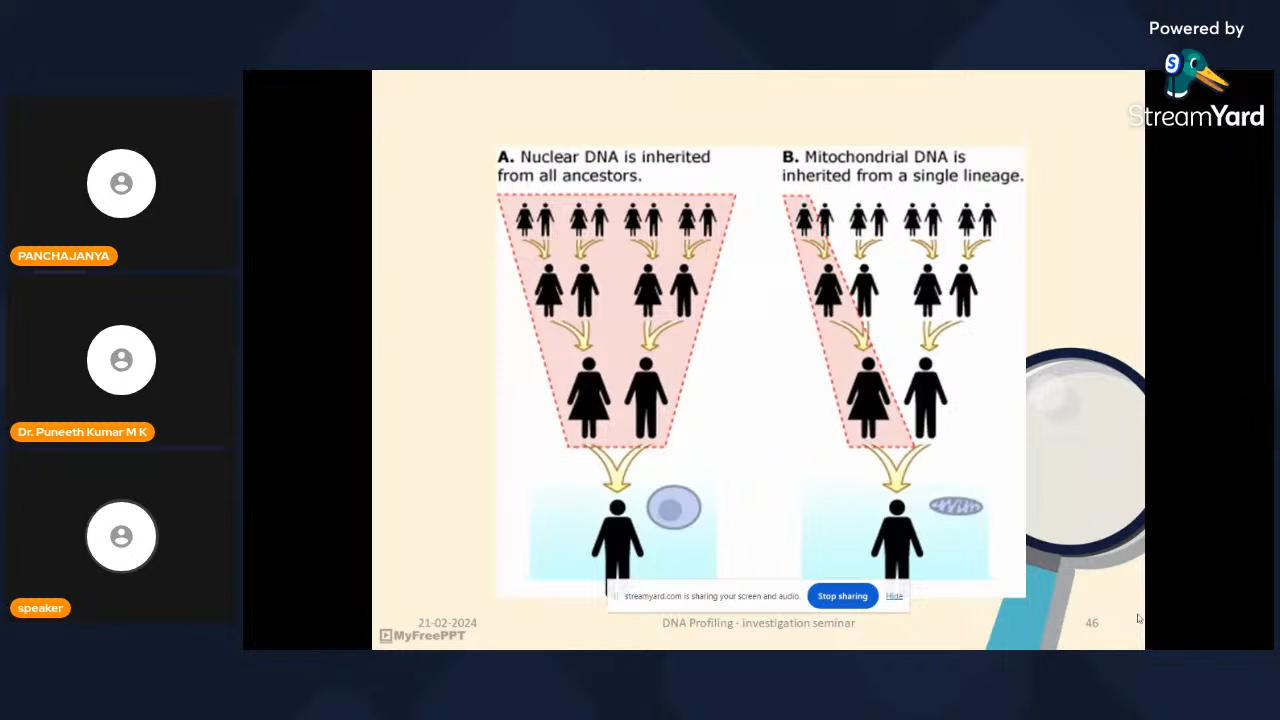 Powered by
S
StreamYard
PANCHAJANYA
Dr. Puneeth Kumar M K
speaker
A. Nuclear DNA is inherited
from all ancestors.
B. Mitochondrial DNA is
inherited from a single lineage.
streamyard.com is sharing your screen and audio.
Stop sharing
Hide
21-02-2024
DNA Profiling - investigation seminar
46
MyFreePPT